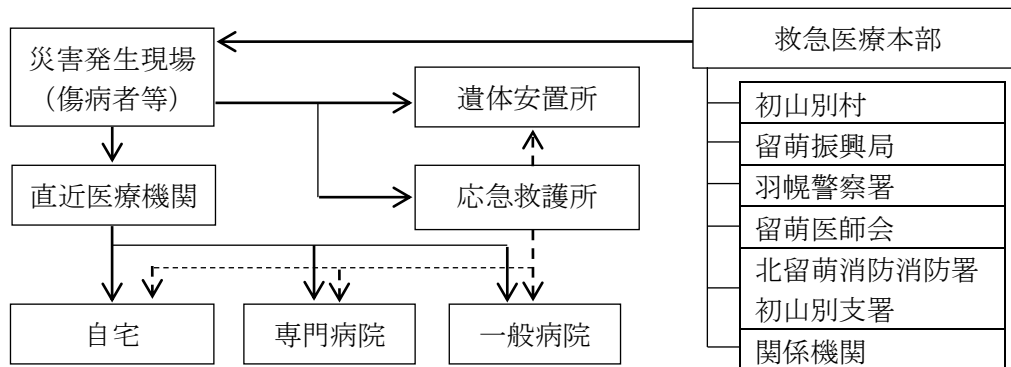 災害発生現場
（傷病者等）
救急医療本部
遺体安置所
直近医療機関
応急救護所
自宅
専門病院
一般病院
初山別村
留萌振興局
羽幌警察署
留萌医師会
北留萌消防消防署
初山別支署
関係機関